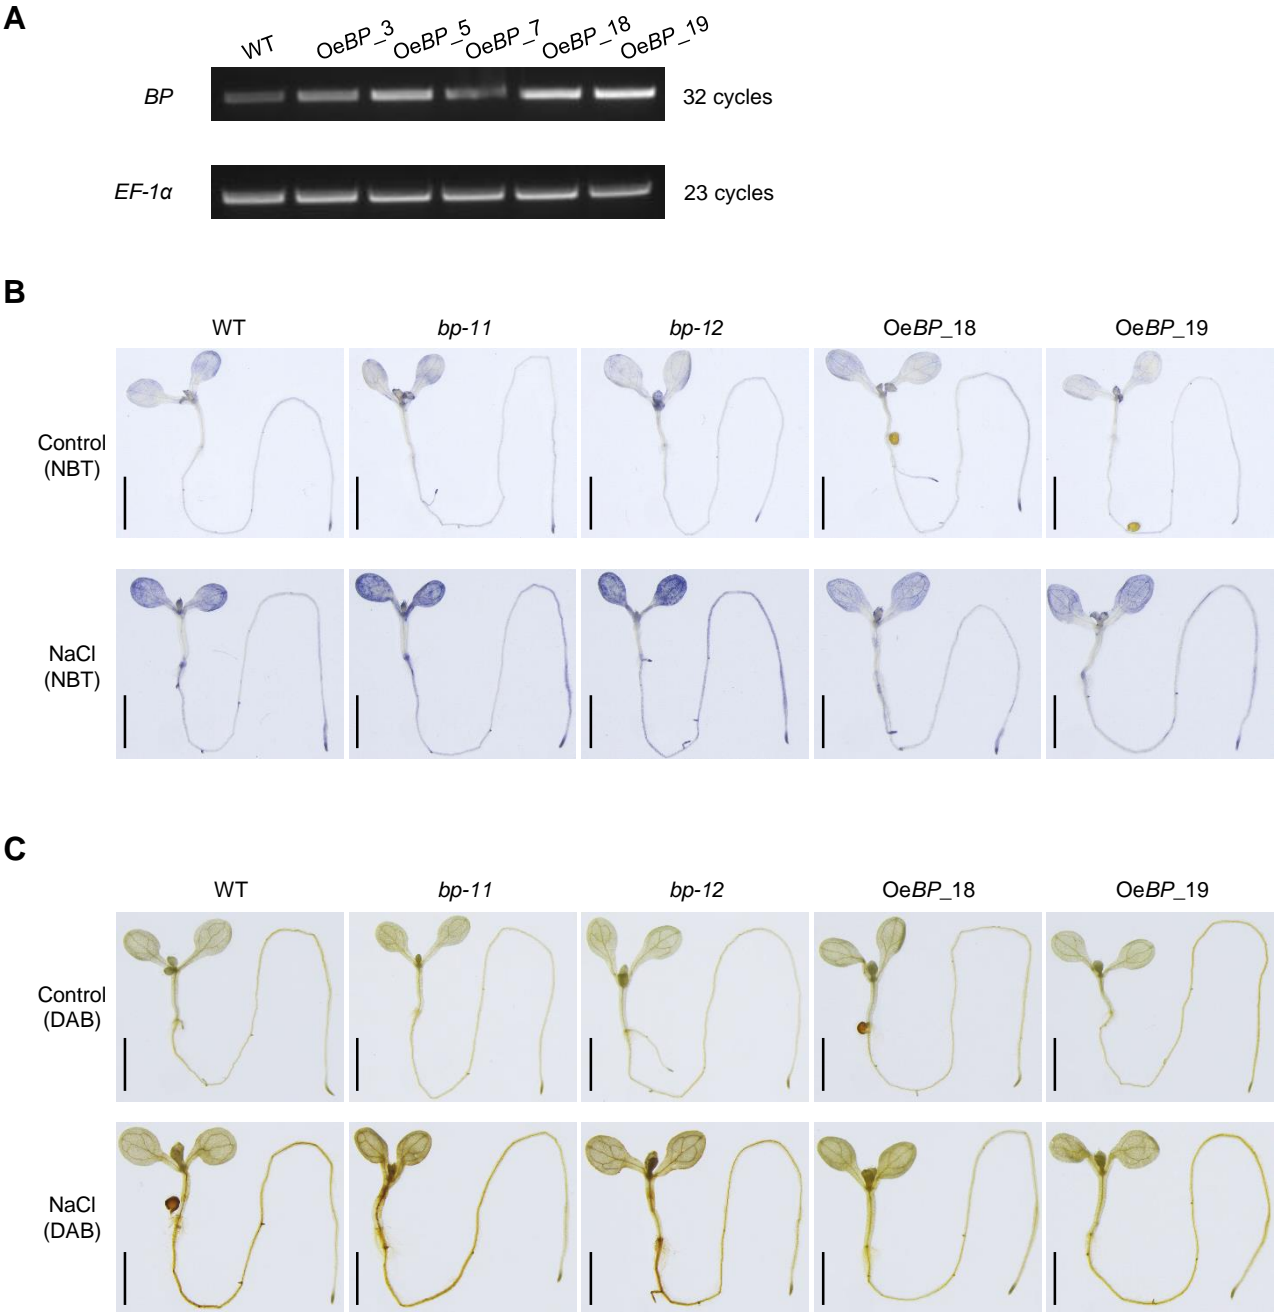 A
WT OeBP_3 OeBP_5 OeBP_7 OeBP_18 OeBP_19
BP 32 cycles
EF-1α 23 cycles
B
WT bp-11 bp-12 OeBP_18 OeBP_19
Control
(NBT)
NaCl
(NBT)
C
WT bp-11 bp-12 OeBP_18 OeBP_19
Control
(DAB)
NaCl
(DAB)